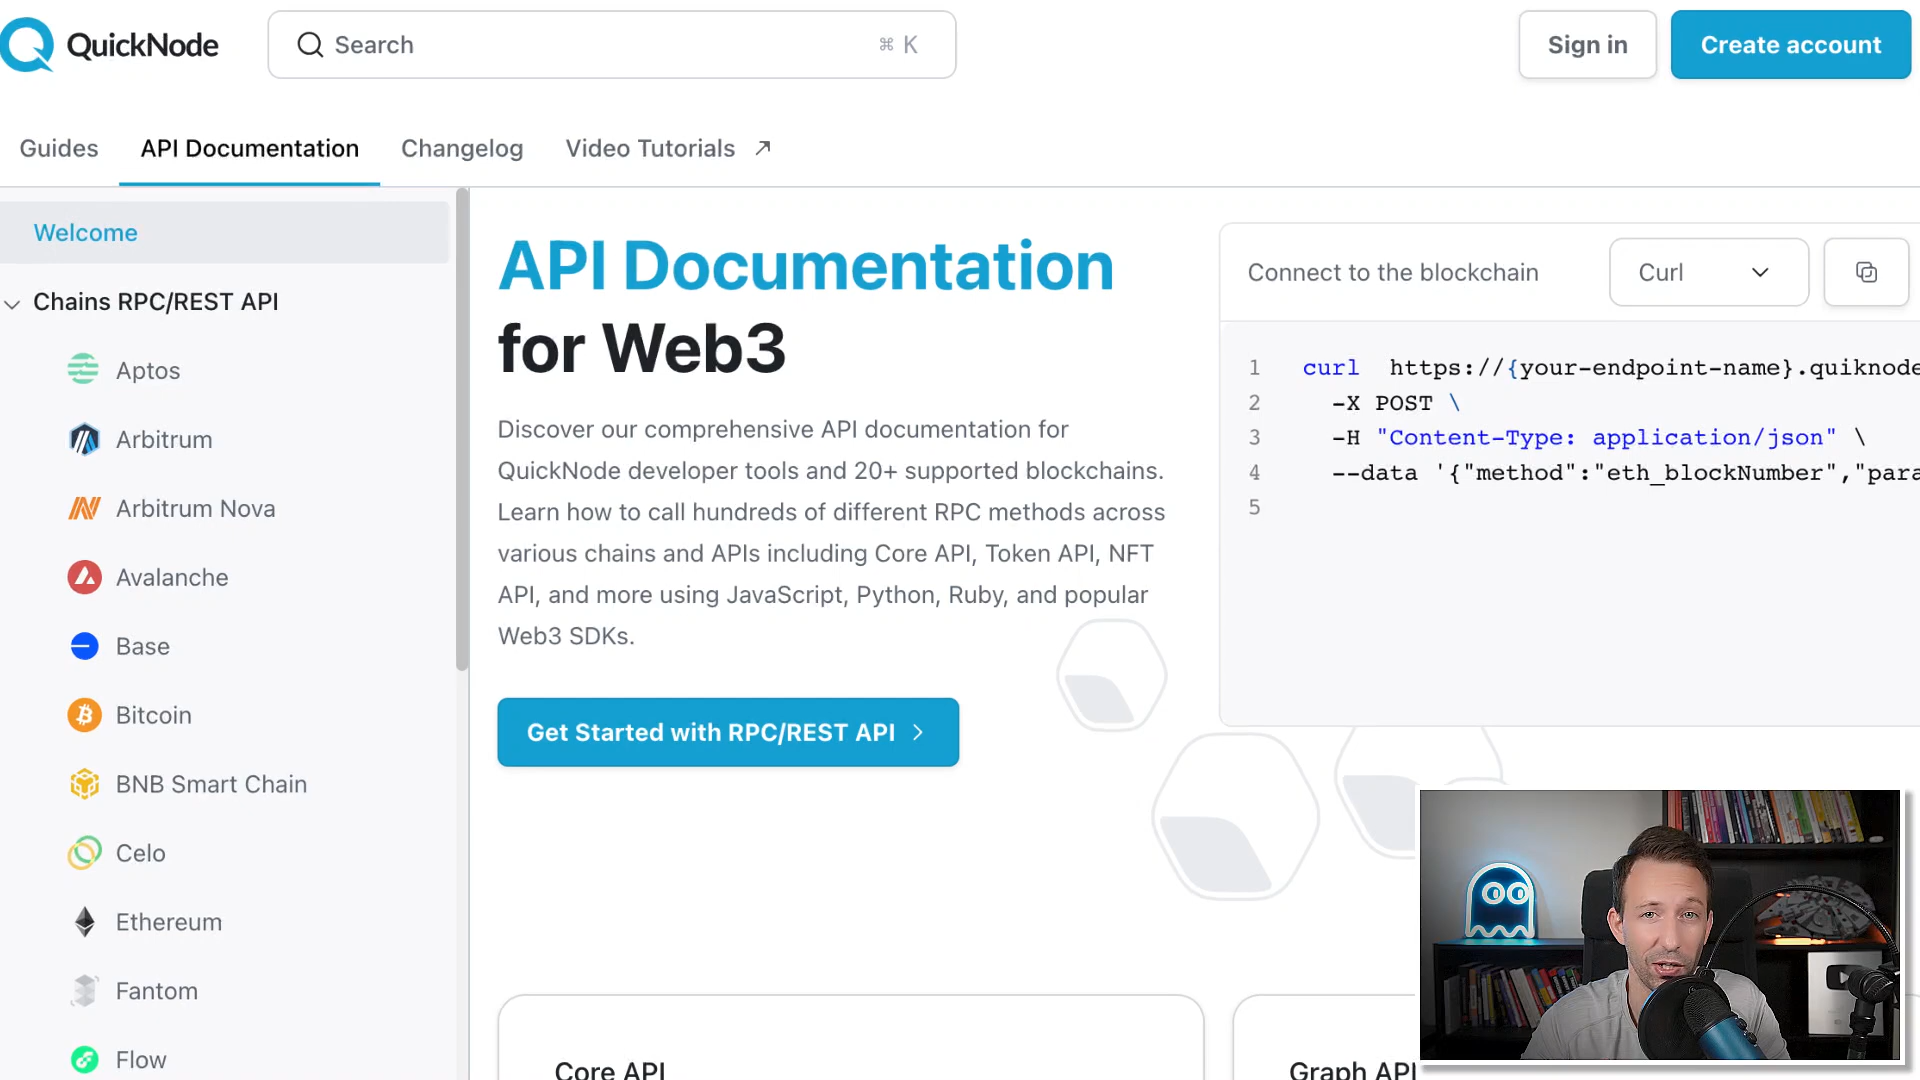 QuickNode
Search
⌘ K
Sign in
Create account
Guides
API Documentation
Changelog
Video Tutorials ↗
Welcome
Chains RPC/REST API
Aptos
Arbitrum
Arbitrum Nova
Avalanche
Base
Bitcoin
BNB Smart Chain
Celo
Ethereum
Fantom
Flow
API Documentation
for Web3
Discover our comprehensive API documentation for
QuickNode developer tools and 20+ supported blockchains.
Learn how to call hundreds of different RPC methods across
various chains and APIs including Core API, Token API, NFT
API, and more using JavaScript, Python, Ruby, and popular
Web3 SDKs.
Get Started with RPC/REST API
Connect to the blockchain
Curl
1 curl https://{your-endpoint-name}.quiknode
2 -X POST \
3 -H "Content-Type: application/json" \
4 --data '{"method":"eth_blockNumber","para
5
Core API
Graph API